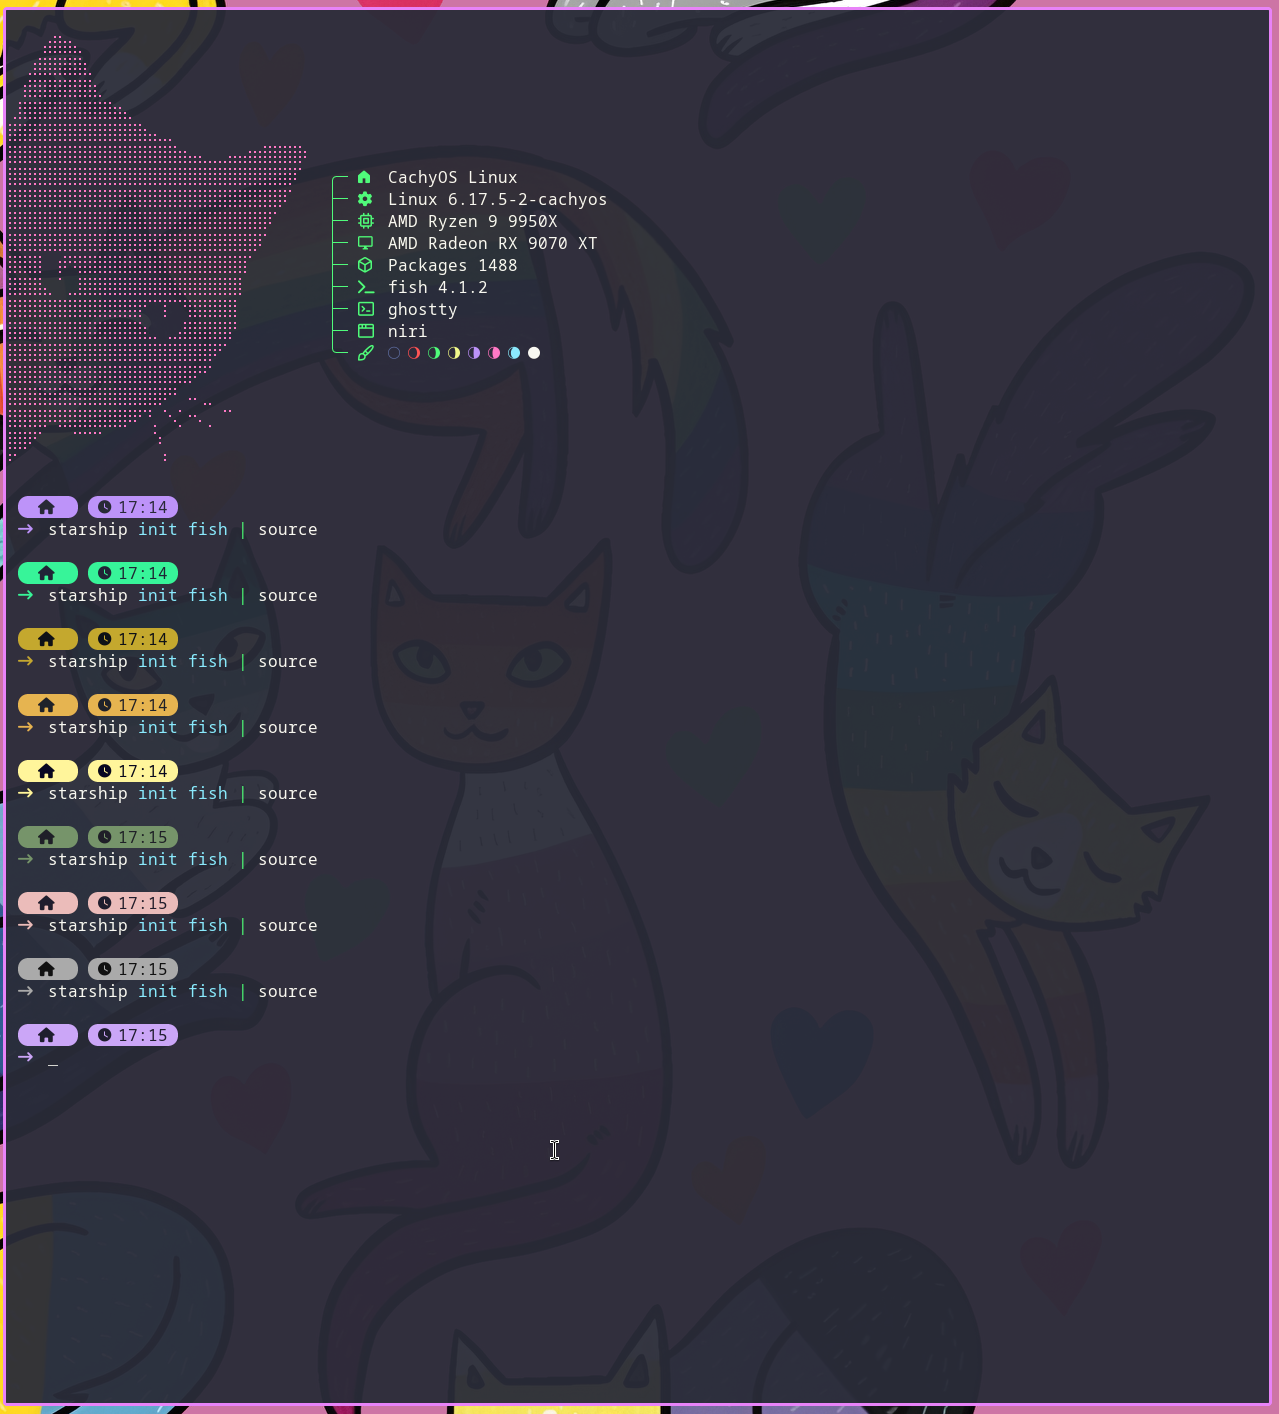 CachyOS Linux
Linux 6.17.5-2-cachyos
AMD Ryzen 9 9950X
AMD Radeon RX 9070 XT
Packages 1488
fish 4.1.2
ghostty
niri
17:14
→ starship init fish | source
17:14
→ starship init fish | source
17:14
→ starship init fish | source
17:14
→ starship init fish | source
17:14
→ starship init fish | source
17:15
→ starship init fish | source
17:15
→ starship init fish | source
17:15
→ starship init fish | source
17:15
→ _